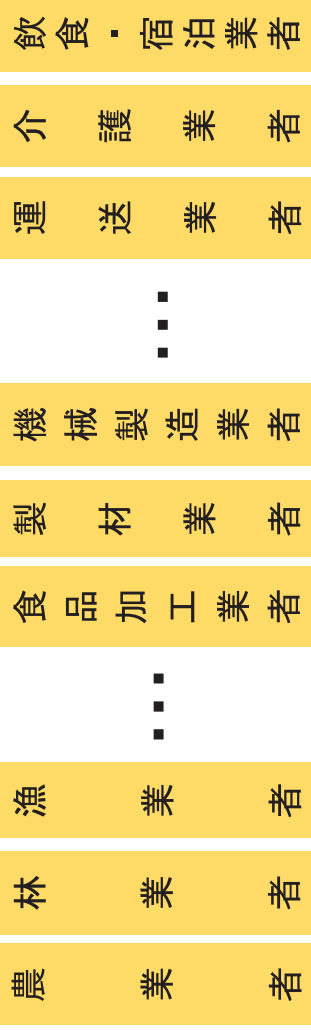 飲食・宿泊業者
介護業者
運送業者
…
機械製造業者
製材業者
食品加工業者
…
漁業者
林業者
農業者